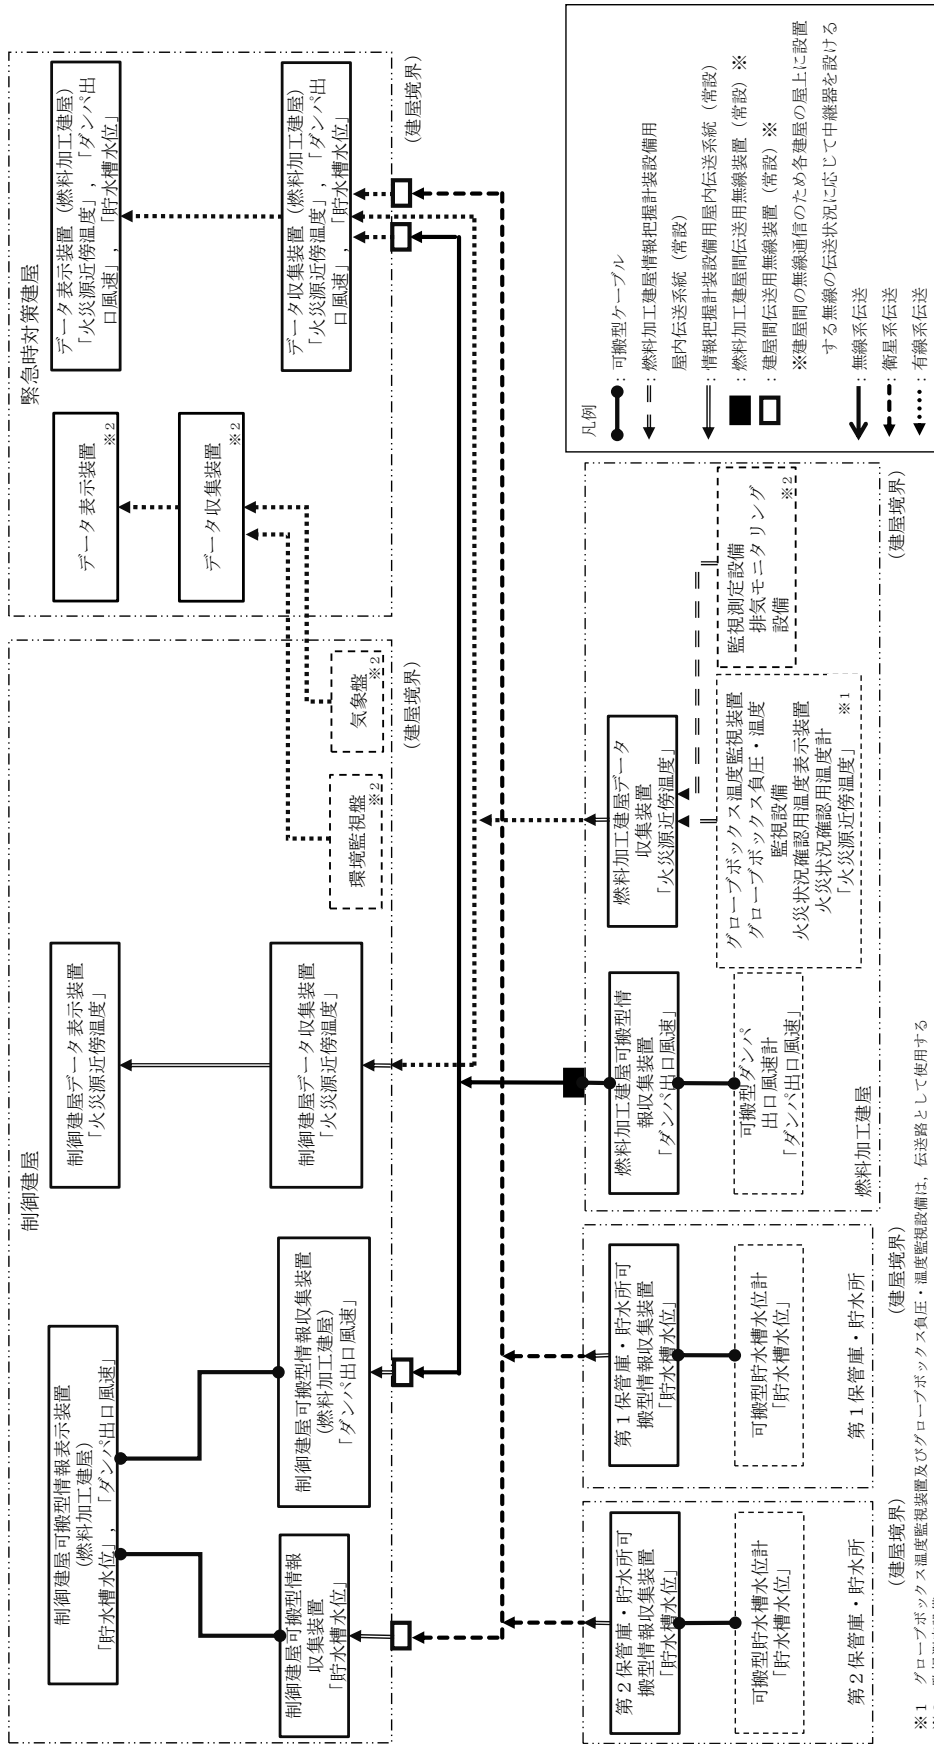 制御建屋
制御建屋可搬型情報表示装置
(燃料加工建屋)
「貯水槽水位」，「ダンパ出口風速」
制御建屋可搬型情報
収集装置
「貯水槽水位」
制御建屋可搬型情報収集装置
(燃料加工建屋)
「ダンパ出口風速」
制御建屋データ表示装置
「火災源近傍温度」
制御建屋データ収集装置
「火災源近傍温度」
環境監視盤
※2
気象盤
※2
(建屋境界)
緊急時対策建屋
データ表示装置
※2
データ収集装置
※2
データ表示装置（燃料加工建屋）
「火災源近傍温度」，「ダンパ出
口風速」，「貯水槽水位」
データ収集装置（燃料加工建屋）
「火災源近傍温度」，「ダンパ出
口風速」，「貯水槽水位」
(建屋境界)
第２保管庫・貯水所可
搬型情報収集装置
「貯水槽水位」
可搬型貯水槽水位計
「貯水槽水位」
第２保管庫・貯水所
(建屋境界)
第１保管庫・貯水所可
搬型情報収集装置
「貯水槽水位」
可搬型貯水槽水位計
「貯水槽水位」
第１保管庫・貯水所
(建屋境界)
燃料加工建屋可搬型情
報収集装置
「ダンパ出口風速」
可搬型ダンパ
出口風速計
「ダンパ出口風速」
燃料加工建屋
燃料加工建屋データ
収集装置
「火災源近傍温度」
グローブボックス温度監視装置
グローブボックス負圧・温度
監視設備
火災状況確認用温度表示装置
火災状況確認用温度計
「火災源近傍温度」
※1
監視測定設備
排気モニタリング
設備
※2
(建屋境界)
凡例
：可搬型ケーブル
：燃料加工建屋情報把握計装設備用
屋内伝送系統（常設）
：情報把握計装設備用屋内伝送系統（常設）
：燃料加工建屋間伝送用無線装置（常設）※
：建屋間伝送用無線装置（常設）※
※建屋間の無線通信のため各建屋の屋上に設置
する無線の伝送状況に応じて中継器を設ける
：無線系伝送
：衛星系伝送
：有線系伝送
※1　グローブボックス温度監視装置及びグローブボックス負圧・温度監視設備は，伝送路として使用する